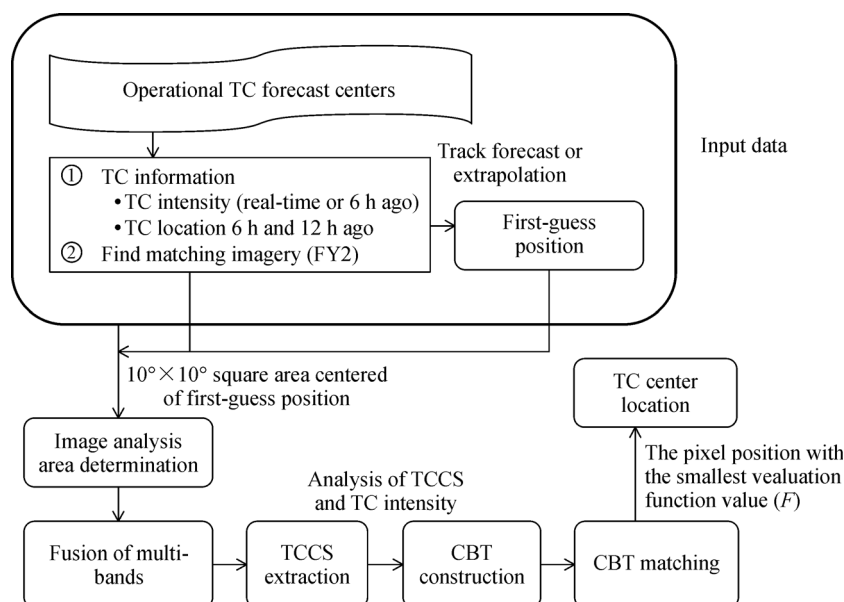 Operational TC forecast centers
Input data
① TC information
• TC intensity (real-time or 6 h ago)
• TC location 6 h and 12 h ago
② Find matching imagery (FY2)
Track forecast or
extrapolation
First-guess
position
10°×10° square area centered
of first-guess position
Image analysis
area determination
Fusion of multi-
bands
Analysis of TCCS
and TC intensity
TCCS
extraction
CBT
construction
CBT matching
The pixel position with
the smallest vealuation
function value (F)
TC center
location